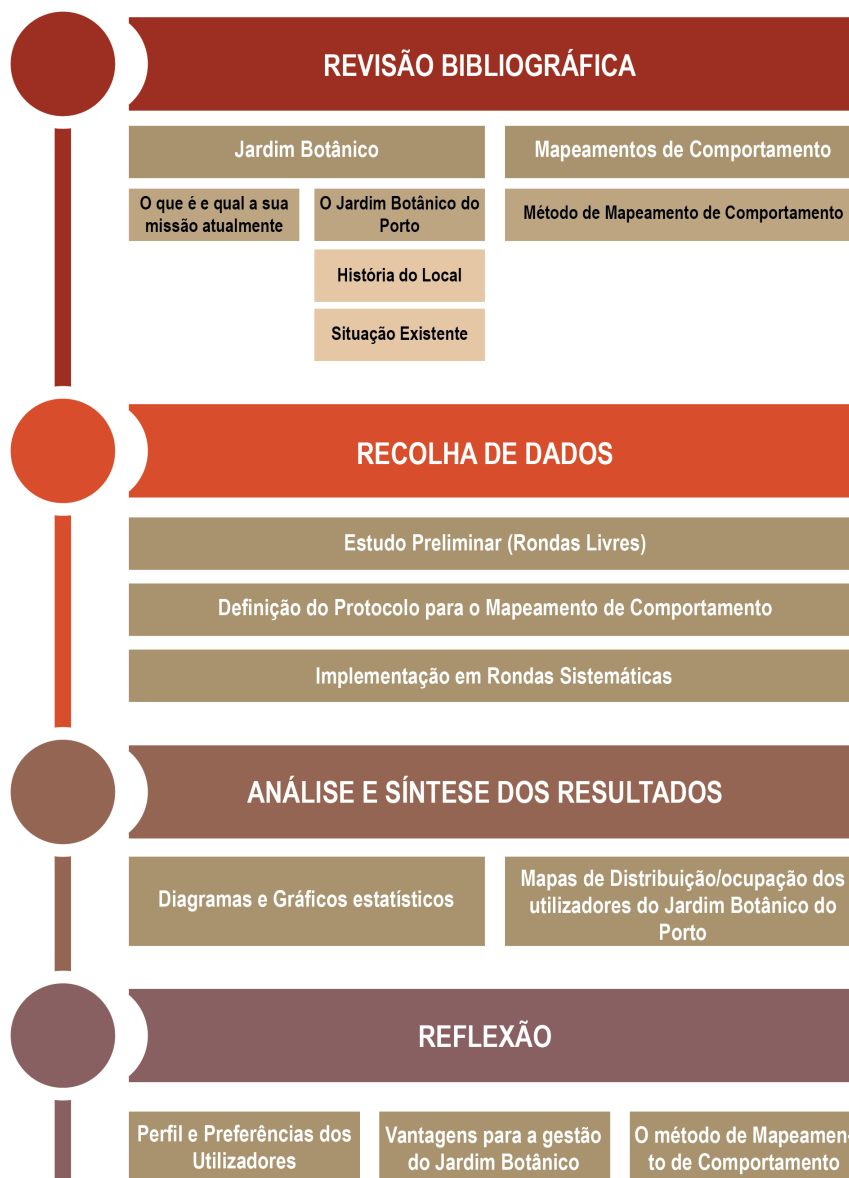 REVISÃO BIBLIOGRÁFICA
Jardim Botânico
Mapeamentos de Comportamento
O que é e qual a sua
missão atualmente
O Jardim Botânico do
Porto
Método de Mapeamento de Comportamento
História do Local
Situação Existente
RECOLHA DE DADOS
Estudo Preliminar (Rondas Livres)
Definição do Protocolo para o Mapeamento de Comportamento
Implementação em Rondas Sistemáticas
ANÁLISE E SÍNTESE DOS RESULTADOS
Diagramas e Gráficos estatísticos
Mapas de Distribuição/ocupação dos
utilizadores do Jardim Botânico do
Porto
REFLEXÃO
Perfil e Preferências dos
Utilizadores
Vantagens para a gestão
do Jardim Botânico
O método de Mapeamen-
to de Comportamento